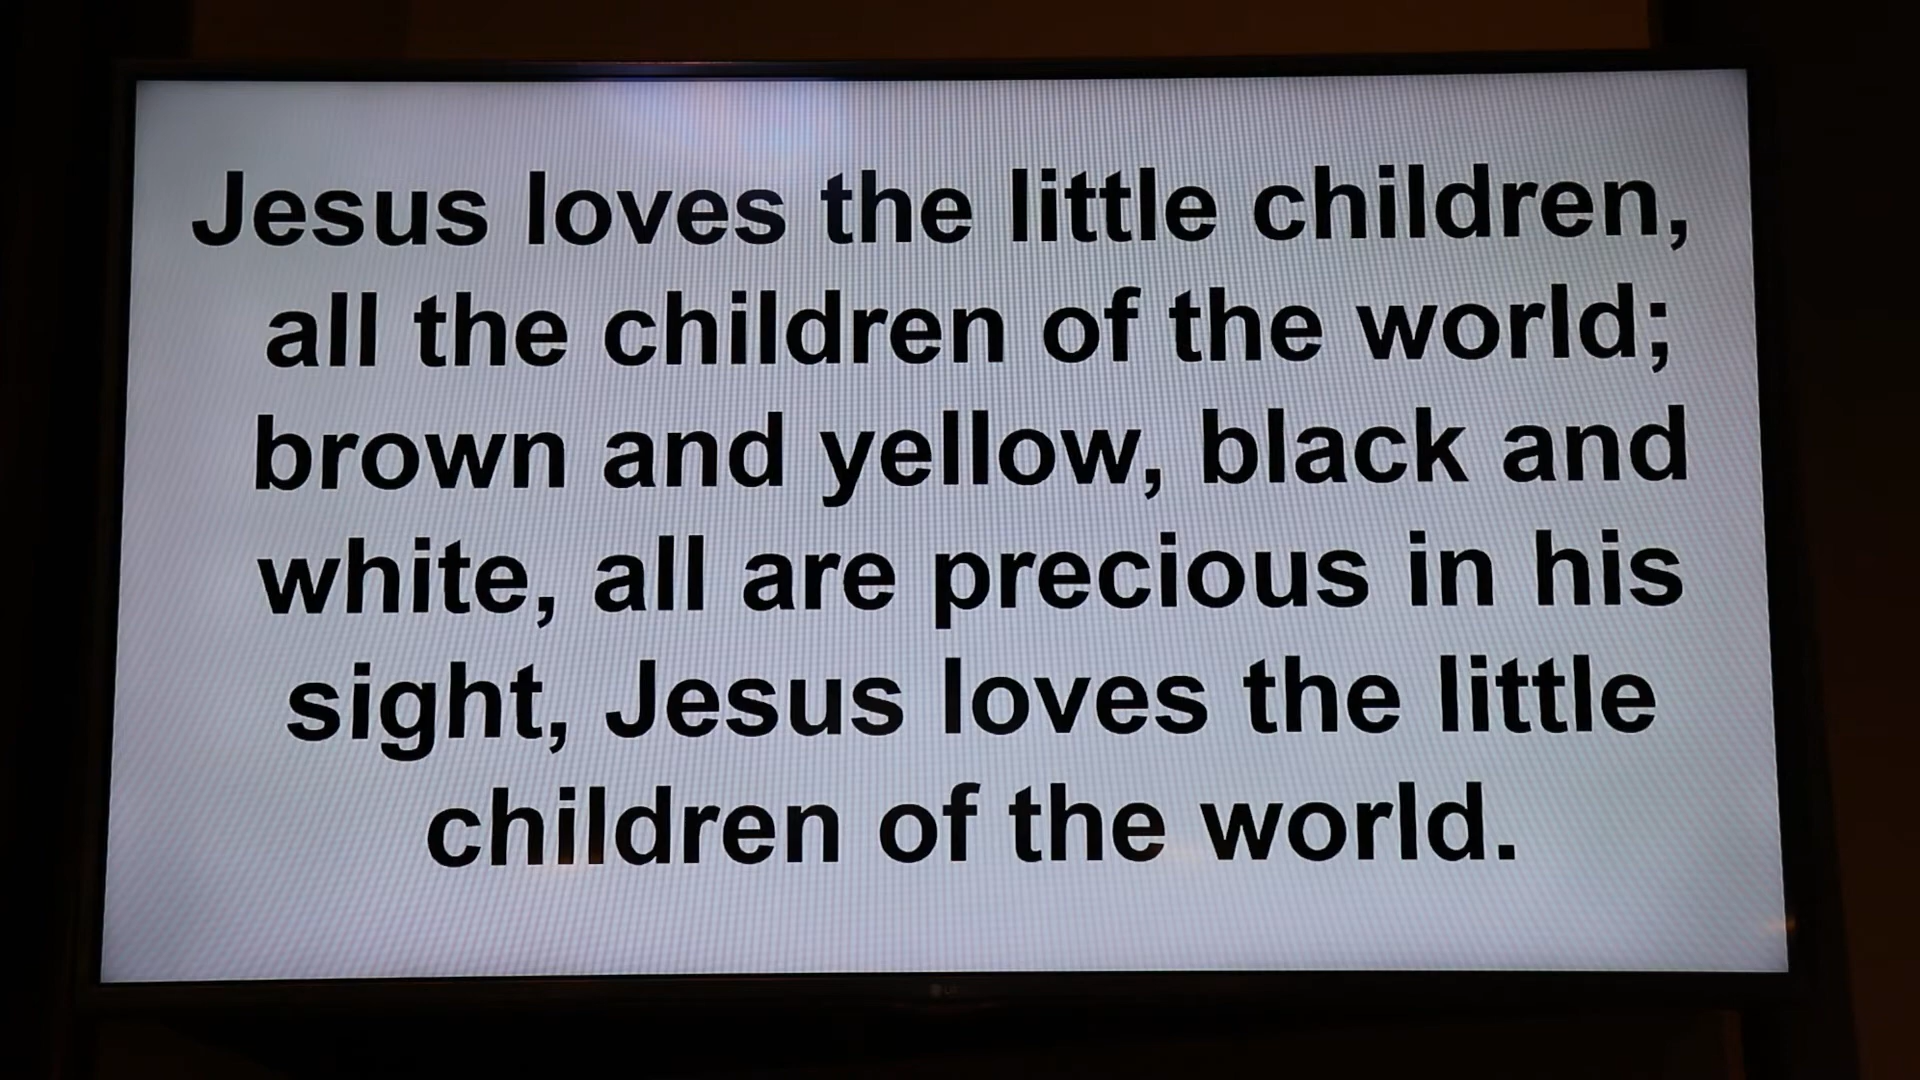 Jesus loves the little children,
all the children of the world;
brown and yellow, black and
white, all are precious in his
sight, Jesus loves the little
children of the world.
LG